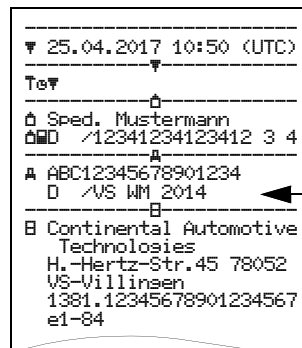 ▼ 25.04.2017 10:50 (UTC)
T⊙▼
Sped. Mustermann
D /12341234123412 3 4
ABC12345678901234
D /VS WM 2014
Continental Automotive
Technologies
H.-Hertz-Str.45 78052
VS-Villingen
1381.12345678901234567
e1-84